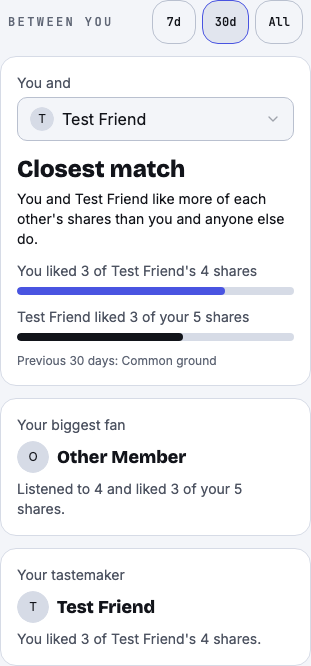 BETWEEN YOU
7d
30d
All
You and
T
Test Friend
Closest match
You and Test Friend like more of each
other's shares than you and anyone else
do.
You liked 3 of Test Friend's 4 shares
Test Friend liked 3 of your 5 shares
Previous 30 days: Common ground
Your biggest fan
O
Other Member
Listened to 4 and liked 3 of your 5
shares.
Your tastemaker
T
Test Friend
You liked 3 of Test Friend's 4 shares.